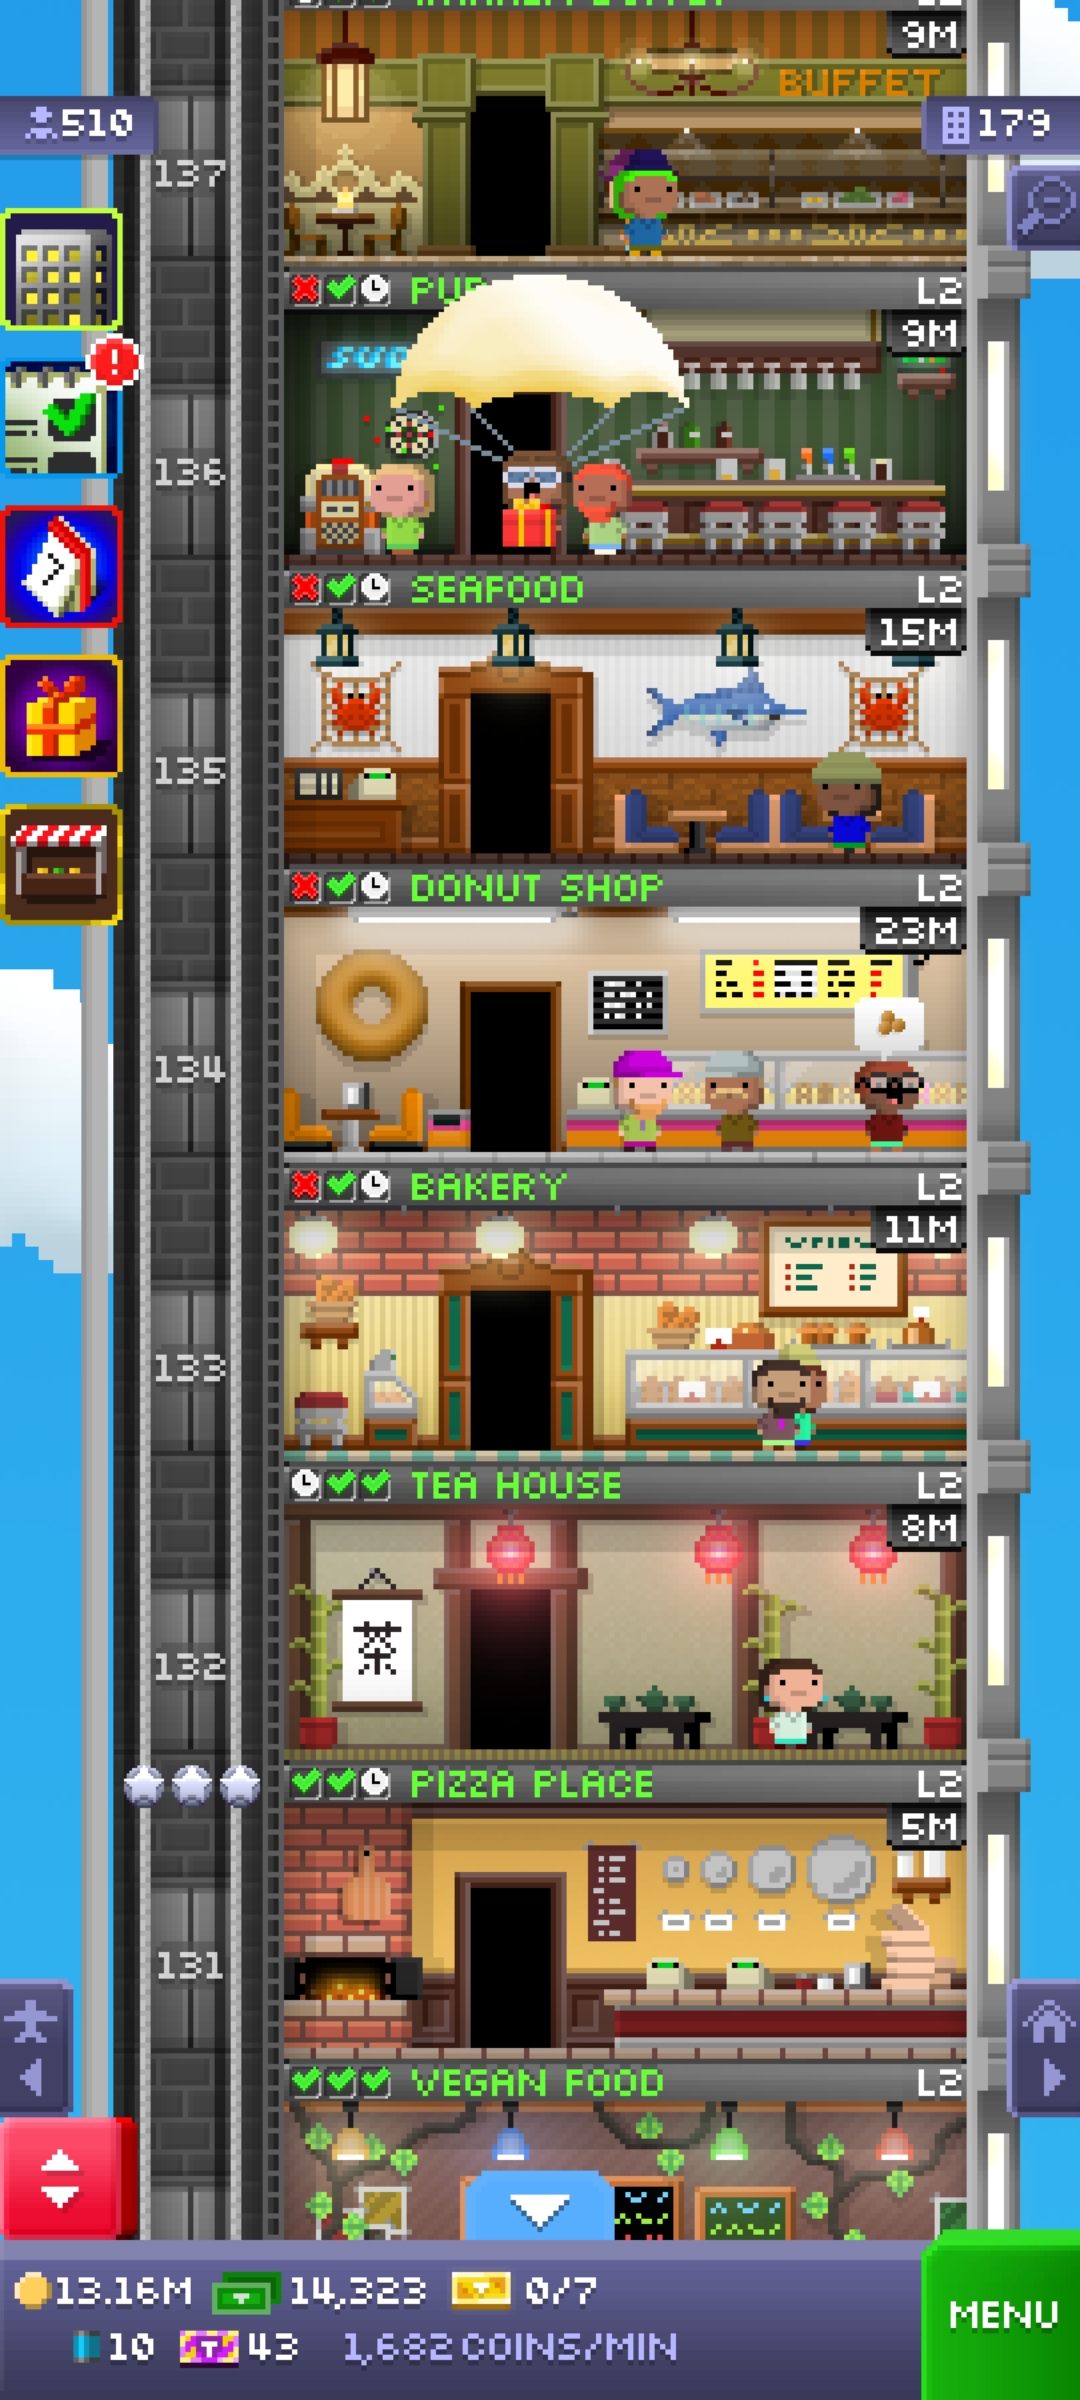 L2
9M
BUFFET
510
179
137
PUB
L2
9M
136
SEAFOOD
L2
15M
135
DONUT SHOP
L2
23M
134
BAKERY
L2
11M
133
TEA HOUSE
L2
8M
茶
132
PIZZA PLACE
L2
5M
131
VEGAN FOOD
L2
13.16M
14,323
0/7
MENU
10
43
1,682 COINS/MIN